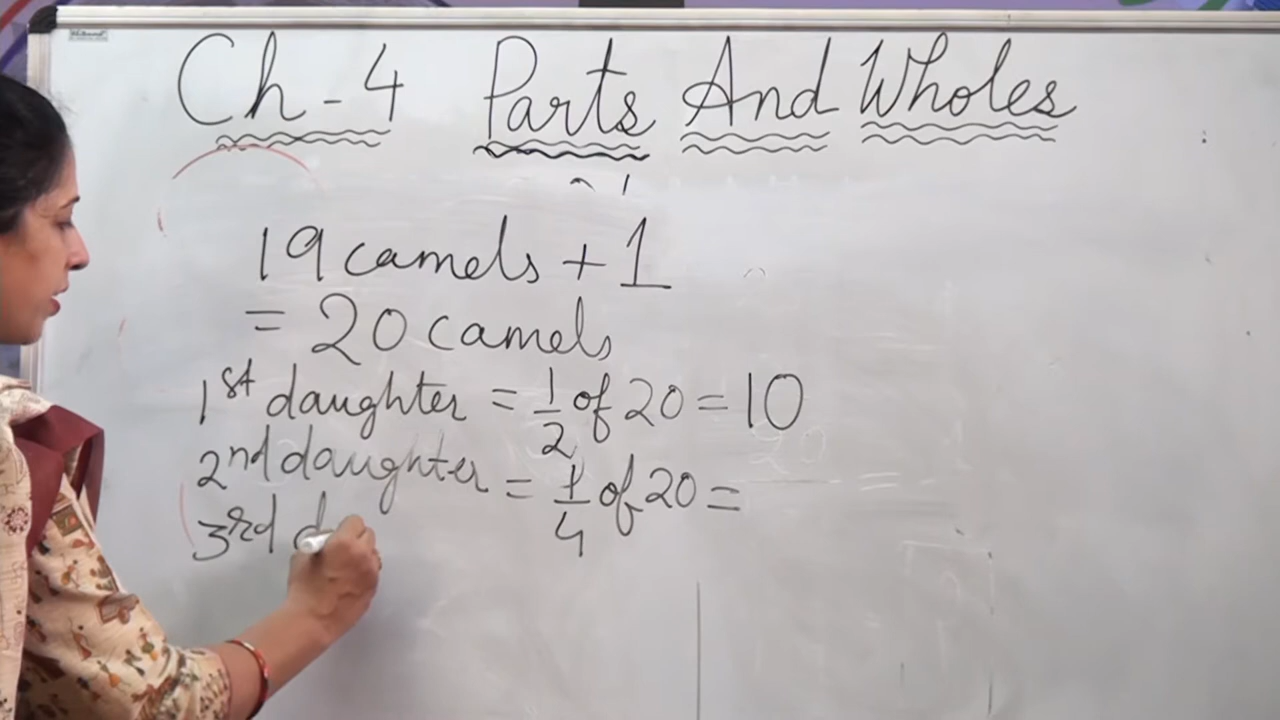 Ch-4 Parts And Wholes
19 camels + 1
= 20 camels
1st daughter = 1/2 of 20 = 10
2nd daughter = 1/4 of 20 =
3rd d